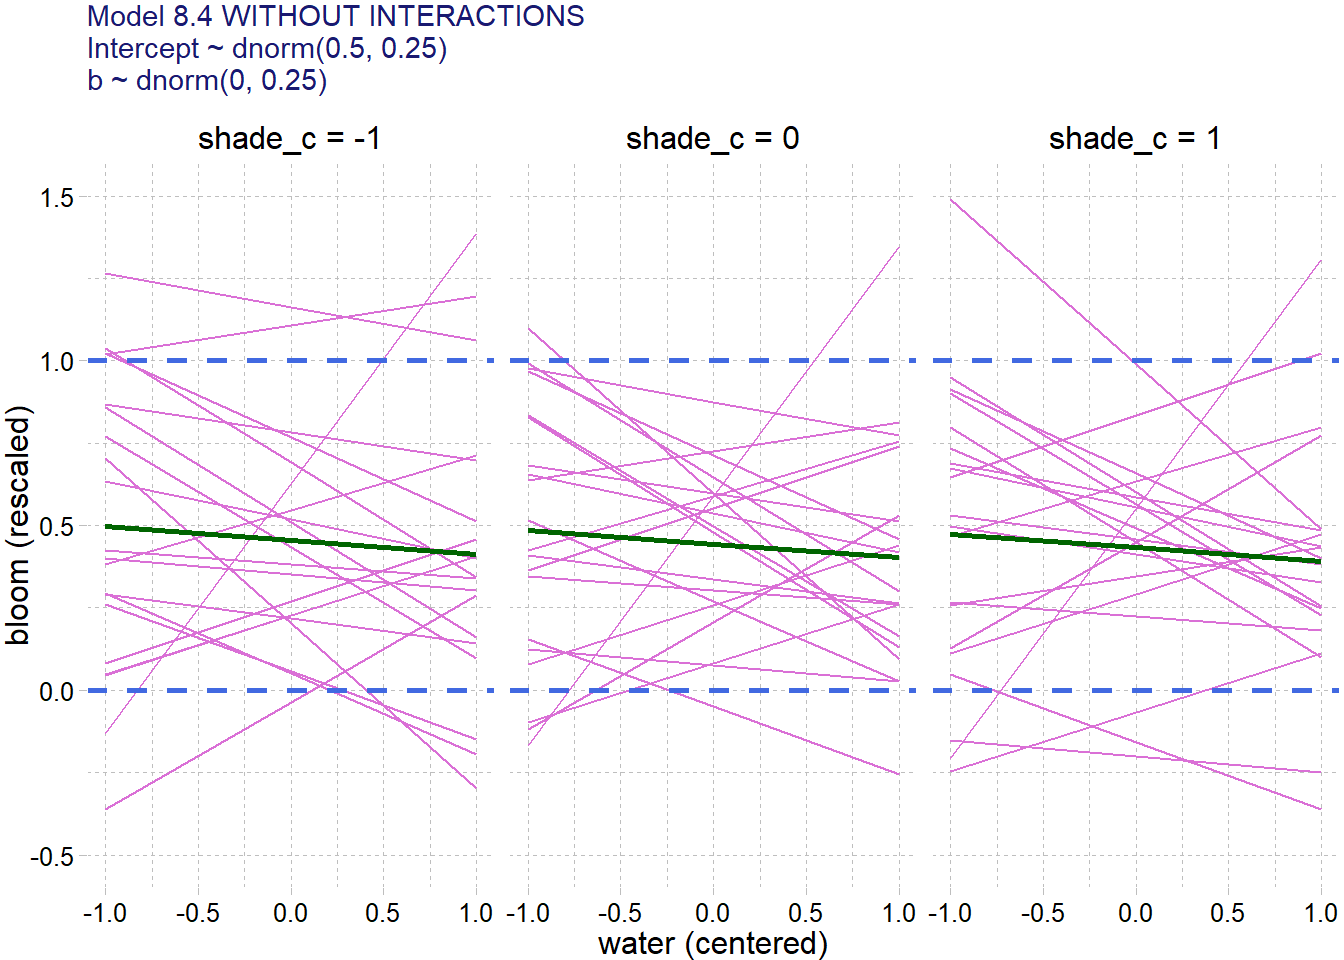 Model 8.4 WITHOUT INTERACTIONS
Intercept ~ dnorm(0.5, 0.25)
b ~ dnorm(0, 0.25)
shade_c = -1 shade_c = 0 shade_c = 1
1.5
1.0
0.5
0.0
-0.5
bloom (rescaled)
-1.0 -0.5 0.0 0.5 1.0 -1.0 -0.5 0.0 0.5 1.0 -1.0 -0.5 0.0 0.5 1.0
water (centered)